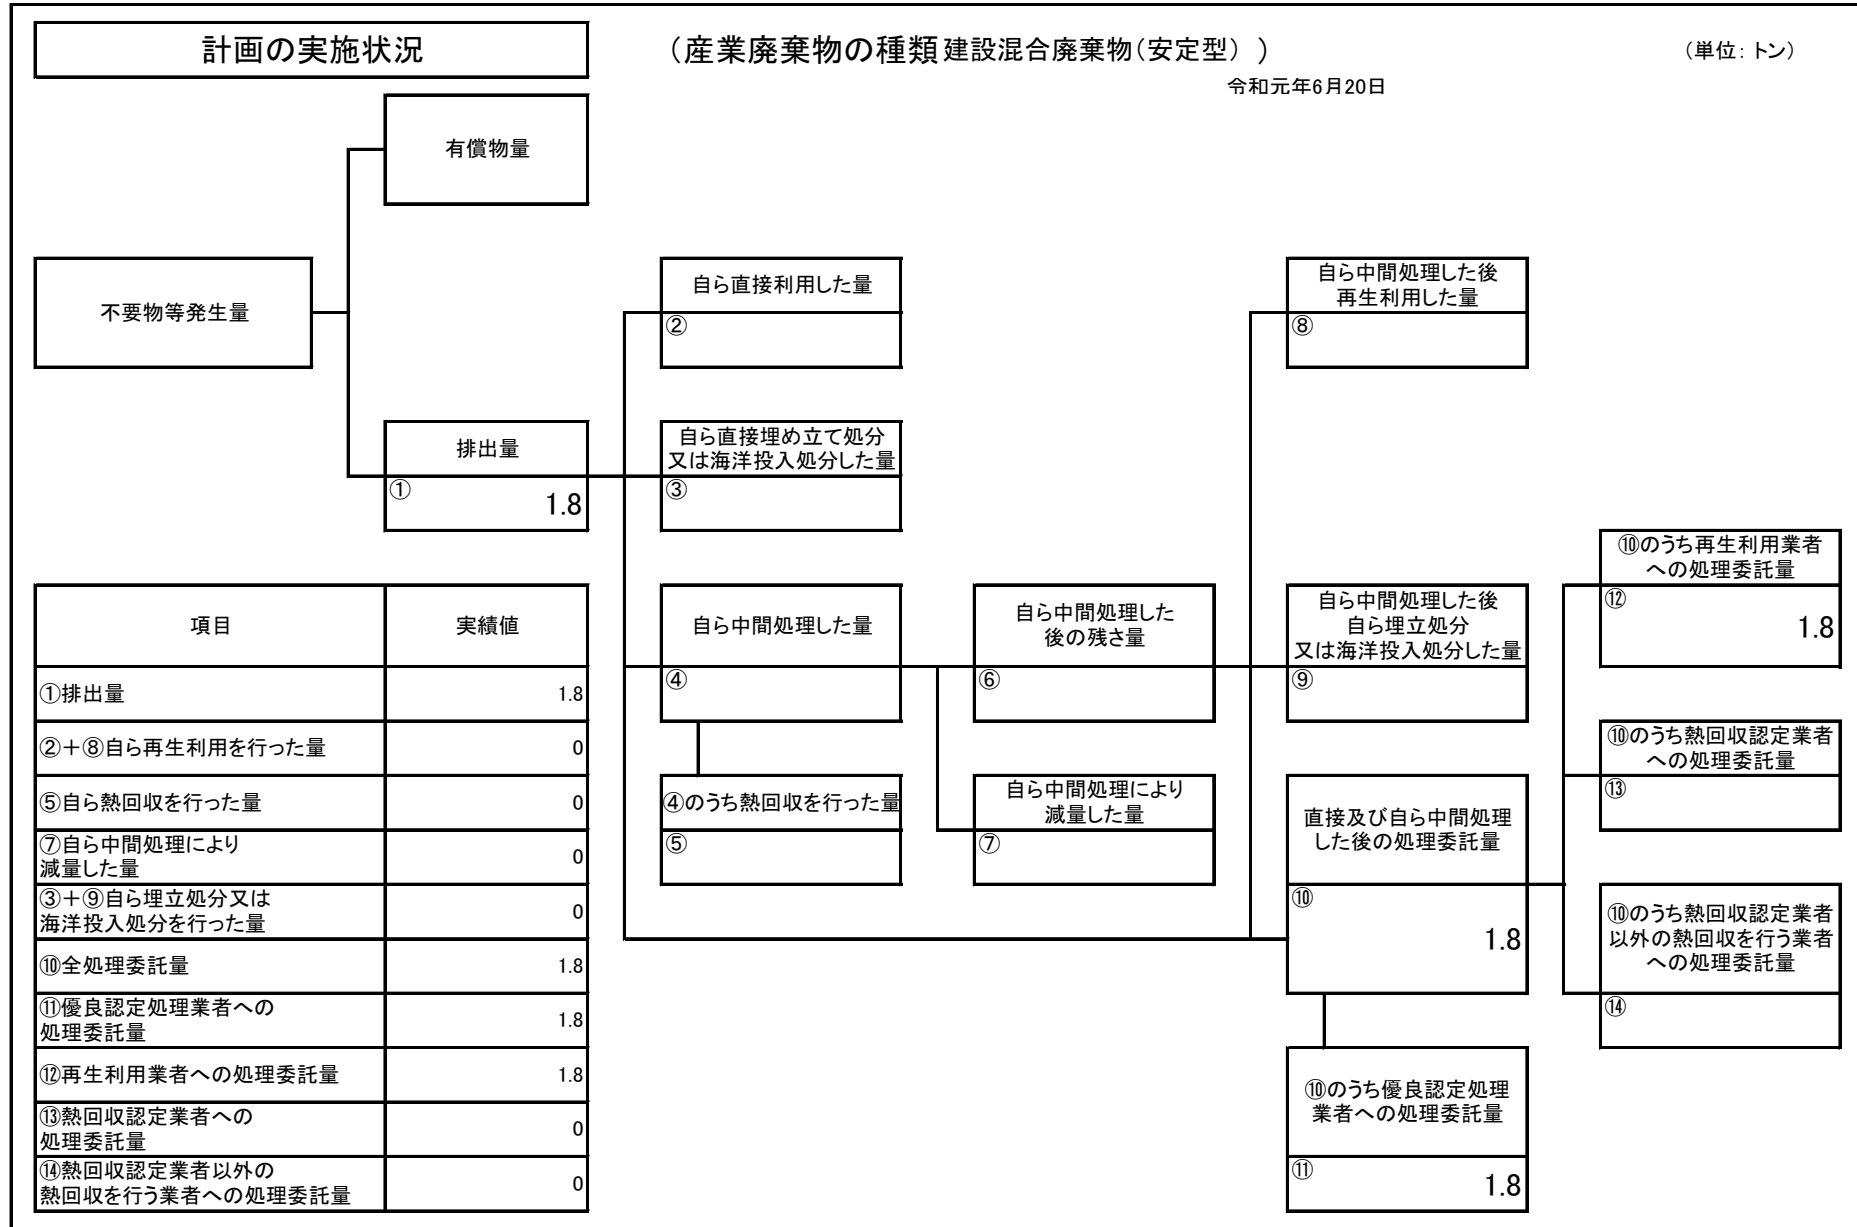 計画の実施状況
（産業廃棄物の種類 建設混合廃棄物（安定型） ）
（単位：トン）
令和元年6月20日
有償物量
不要物等発生量
自ら直接利用した量
②
自ら中間処理した後
再生利用した量
⑧
排出量
①
1.8
自ら直接埋め立て処分
又は海洋投入処分した量
③
⑩のうち再生利用業者
への処理委託量
⑫
1.8
自ら中間処理した量
④
自ら中間処理した
後の残さ量
⑥
自ら中間処理した後
自ら埋立処分
又は海洋投入処分した量
⑨
⑩のうち熱回収認定業者
への処理委託量
⑬
④のうち熱回収を行った量
⑤
自ら中間処理により
減量した量
⑦
直接及び自ら中間処理
した後の処理委託量
⑩
1.8
⑩のうち熱回収認定業者
以外の熱回収を行う業者
への処理委託量
⑭
⑩のうち優良認定処理
業者への処理委託量
⑪
1.8
項目 実績値
①排出量 1.8
②＋⑧自ら再生利用を行った量 0
⑤自ら熱回収を行った量 0
⑦自ら中間処理により
減量した量 0
③＋⑨自ら埋立処分又は
海洋投入処分を行った量 0
⑩全処理委託量 1.8
⑪優良認定処理業者への
処理委託量 1.8
⑫再生利用業者への処理委託量 1.8
⑬熱回収認定業者への
処理委託量 0
⑭熱回収認定業者以外の
熱回収を行う業者への処理委託量 0